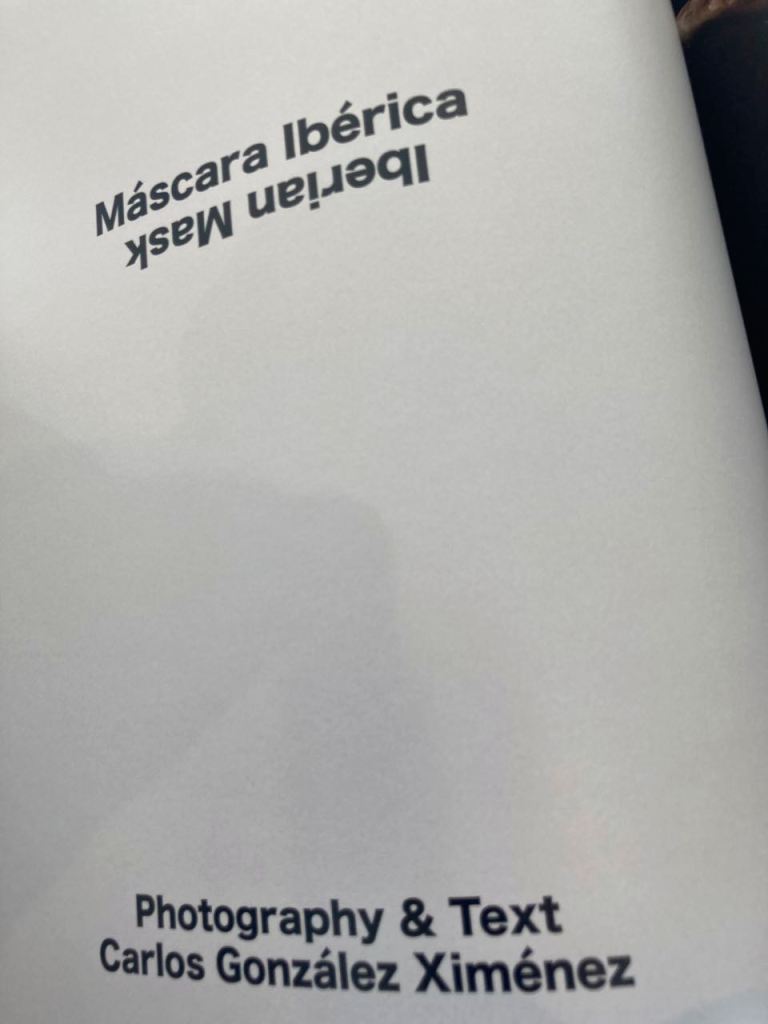 Máscara Ibérica
Iberian Mask
Photography & Text
Carlos González Ximénez